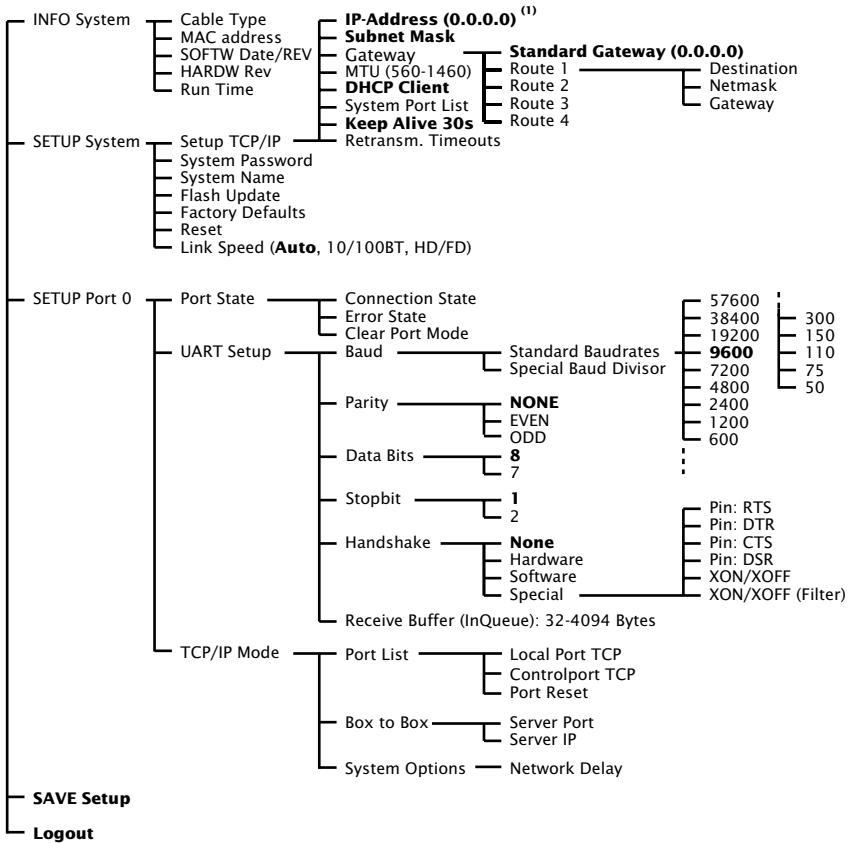 INFO System
Cable Type
MAC address
SOFTW Date/REV
HARDW Rev
Run Time
SETUP System
Setup TCP/IP
IP-Address (0.0.0.0) (1)
Subnet Mask
Gateway
Standard Gateway (0.0.0.0)
Route 1
Destination
Netmask
Gateway
Route 2
Route 3
Route 4
MTU (560-1460)
DHCP Client
System Port List
Keep Alive 30s
Retransm. Timeouts
System Password
System Name
Flash Update
Factory Defaults
Reset
Link Speed (Auto, 10/100BT, HD/FD)
SETUP Port 0
Port State
Connection State
Error State
Clear Port Mode
UART Setup
Baud
Standard Baudrates
57600
38400
19200
9600
7200
4800
2400
1200
600
300
150
110
75
50
Special Baud Divisor
Parity
NONE
EVEN
ODD
Data Bits
8
7
Stopbit
1
2
Handshake
None
Hardware
Software
Special
Pin: RTS
Pin: DTR
Pin: CTS
Pin: DSR
XON/XOFF
XON/XOFF (Filter)
Receive Buffer (InQueue): 32-4094 Bytes
TCP/IP Mode
Port List
Local Port TCP
Controlport TCP
Port Reset
Box to Box
Server Port
Server IP
System Options
Network Delay
SAVE Setup
Logout